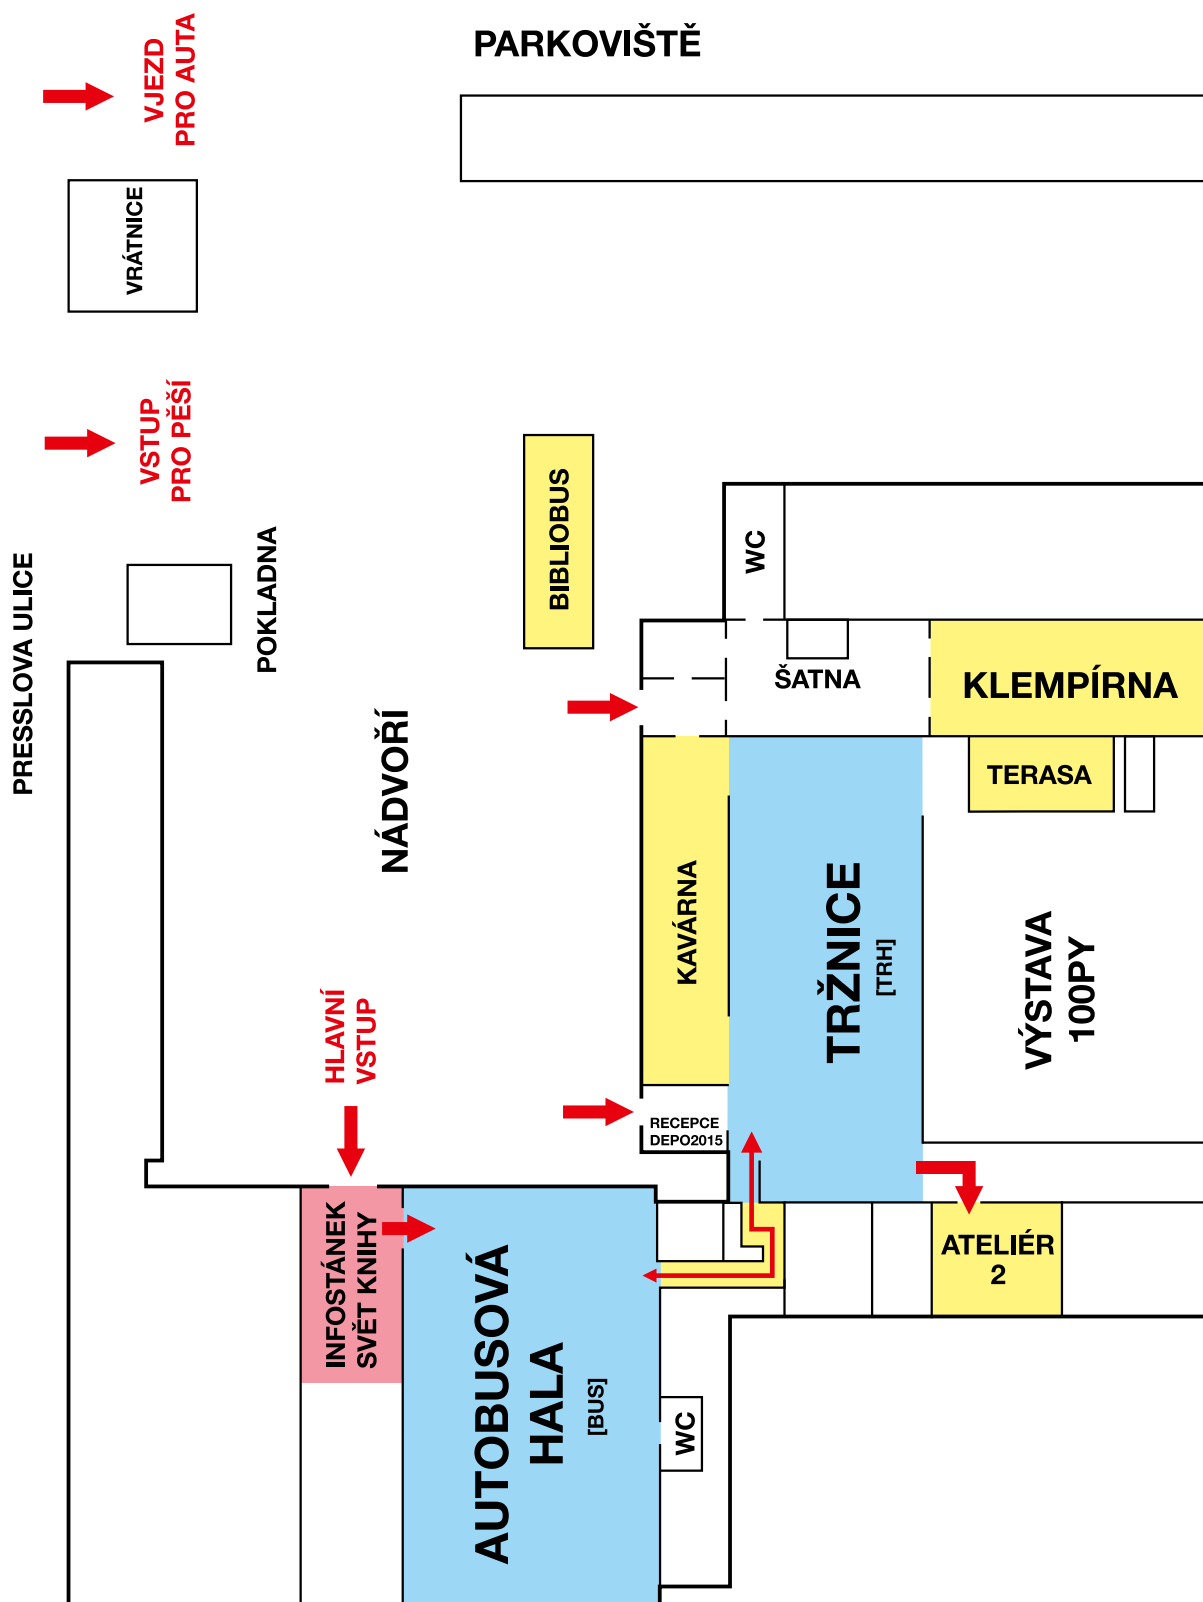 PARKOVIŠTĚ
VJEZD
PRO AUTA
VRÁTNICE
VSTUP
PRO PĚŠÍ
PRESSLOVA ULICE
POKLADNA
BIBLIOBUS
WC
ŠATNA
KLEMPÍRNA
TERASA
NÁDVOŘÍ
KAVÁRNA
TRŽNICE
[TRH]
VÝSTAVA
100PY
HLAVNÍ
VSTUP
RECEPCE
DEPO2015
INFOSTÁNEK
SVĚT KNIHY
AUTOBUSOVÁ
HALA
[BUS]
WC
ATELIÉR
2